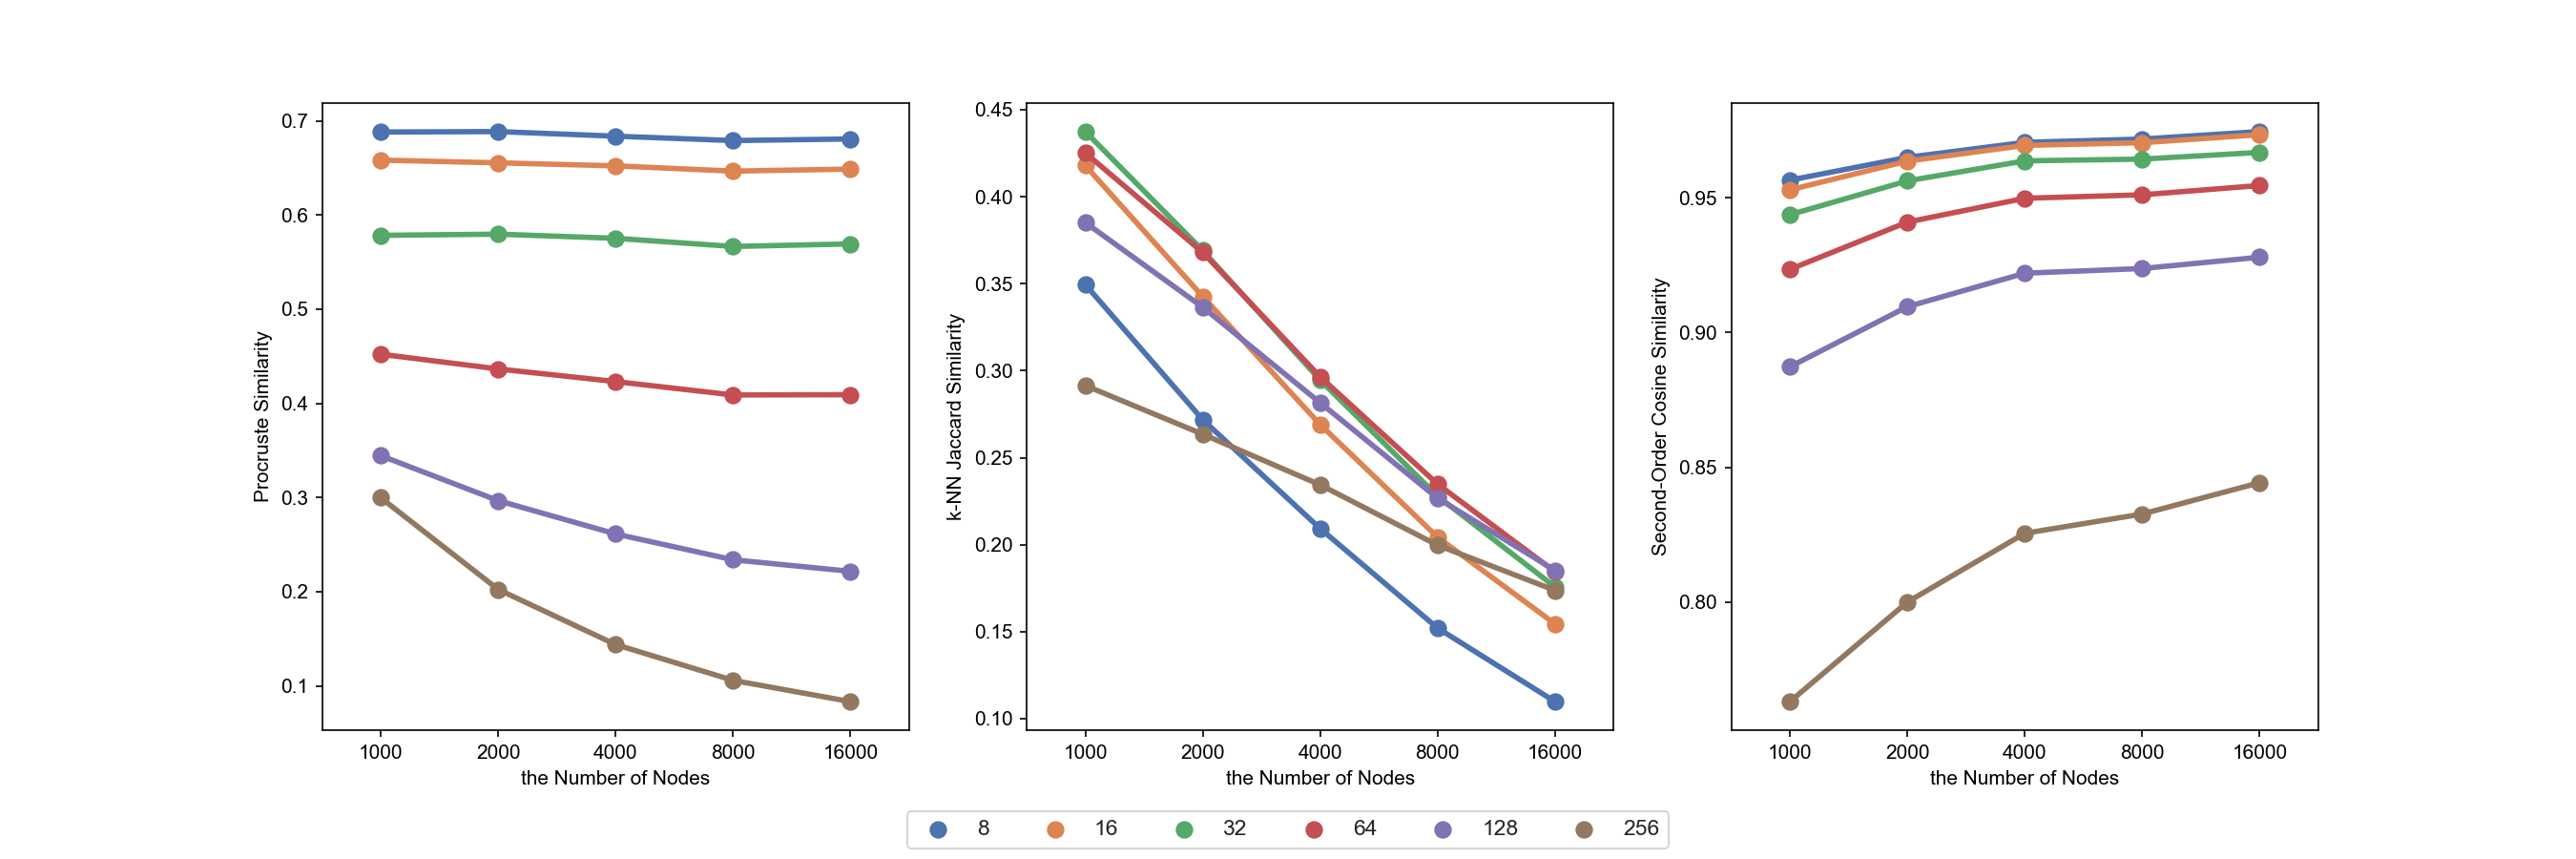 Procruste Similarity
0.7
0.6
0.5
0.4
0.3
0.2
0.1
1000 2000 4000 8000 16000
the Number of Nodes
k-NN Jaccard Similarity
0.45
0.40
0.35
0.30
0.25
0.20
0.15
0.10
1000 2000 4000 8000 16000
the Number of Nodes
Second-Order Cosine Similarity
0.95
0.90
0.85
0.80
1000 2000 4000 8000 16000
the Number of Nodes
8 16 32 64 128 256